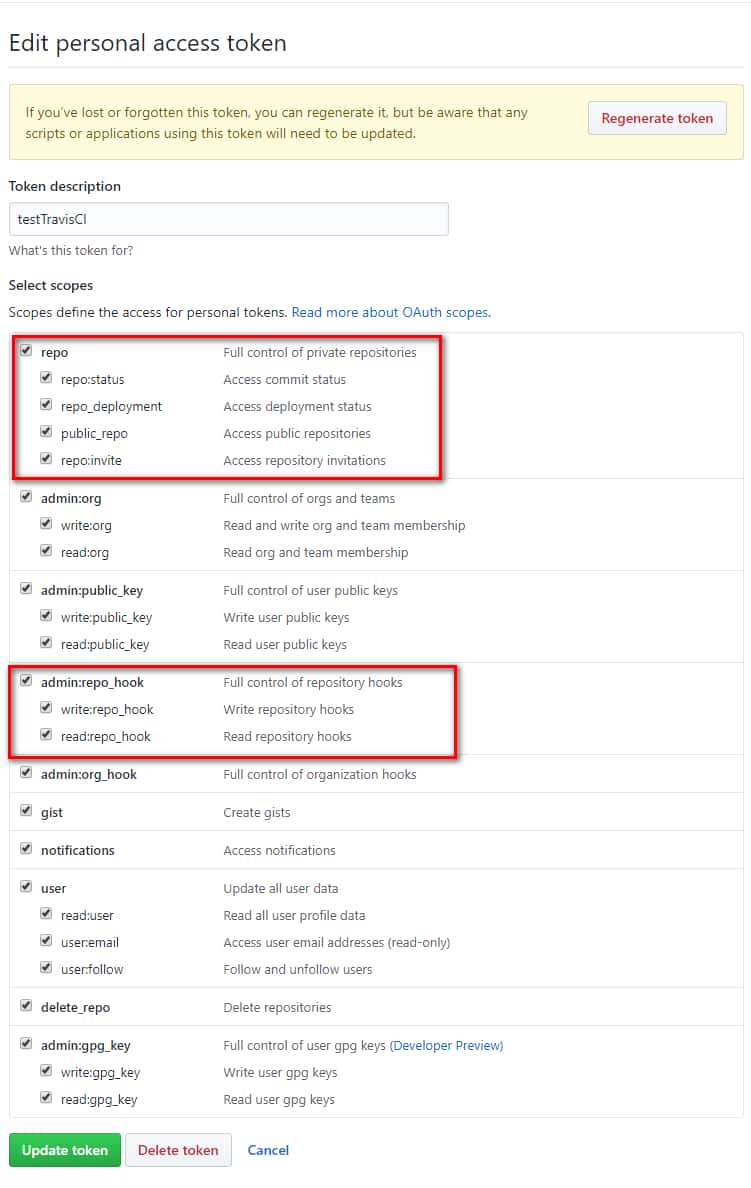 Edit personal access token
If you've lost or forgotten this token, you can regenerate it, but be aware that any
scripts or applications using this token will need to be updated.
Regenerate token
Token description
testTravisCI
What's this token for?
Select scopes
Scopes define the access for personal tokens. Read more about OAuth scopes.
repo Full control of private repositories
repo:status Access commit status
repo_deployment Access deployment status
public_repo Access public repositories
repo:invite Access repository invitations
admin:org Full control of orgs and teams
write:org Read and write org and team membership
read:org Read org and team membership
admin:public_key Full control of user public keys
write:public_key Write user public keys
read:public_key Read user public keys
admin:repo_hook Full control of repository hooks
write:repo_hook Write repository hooks
read:repo_hook Read repository hooks
admin:org_hook Full control of organization hooks
gist Create gists
notifications Access notifications
user Update all user data
read:user Read all user profile data
user:email Access user email addresses (read-only)
user:follow Follow and unfollow users
delete_repo Delete repositories
admin:gpg_key Full control of user gpg keys (Developer Preview)
write:gpg_key Write user gpg keys
read:gpg_key Read user gpg keys
Update token Delete token Cancel